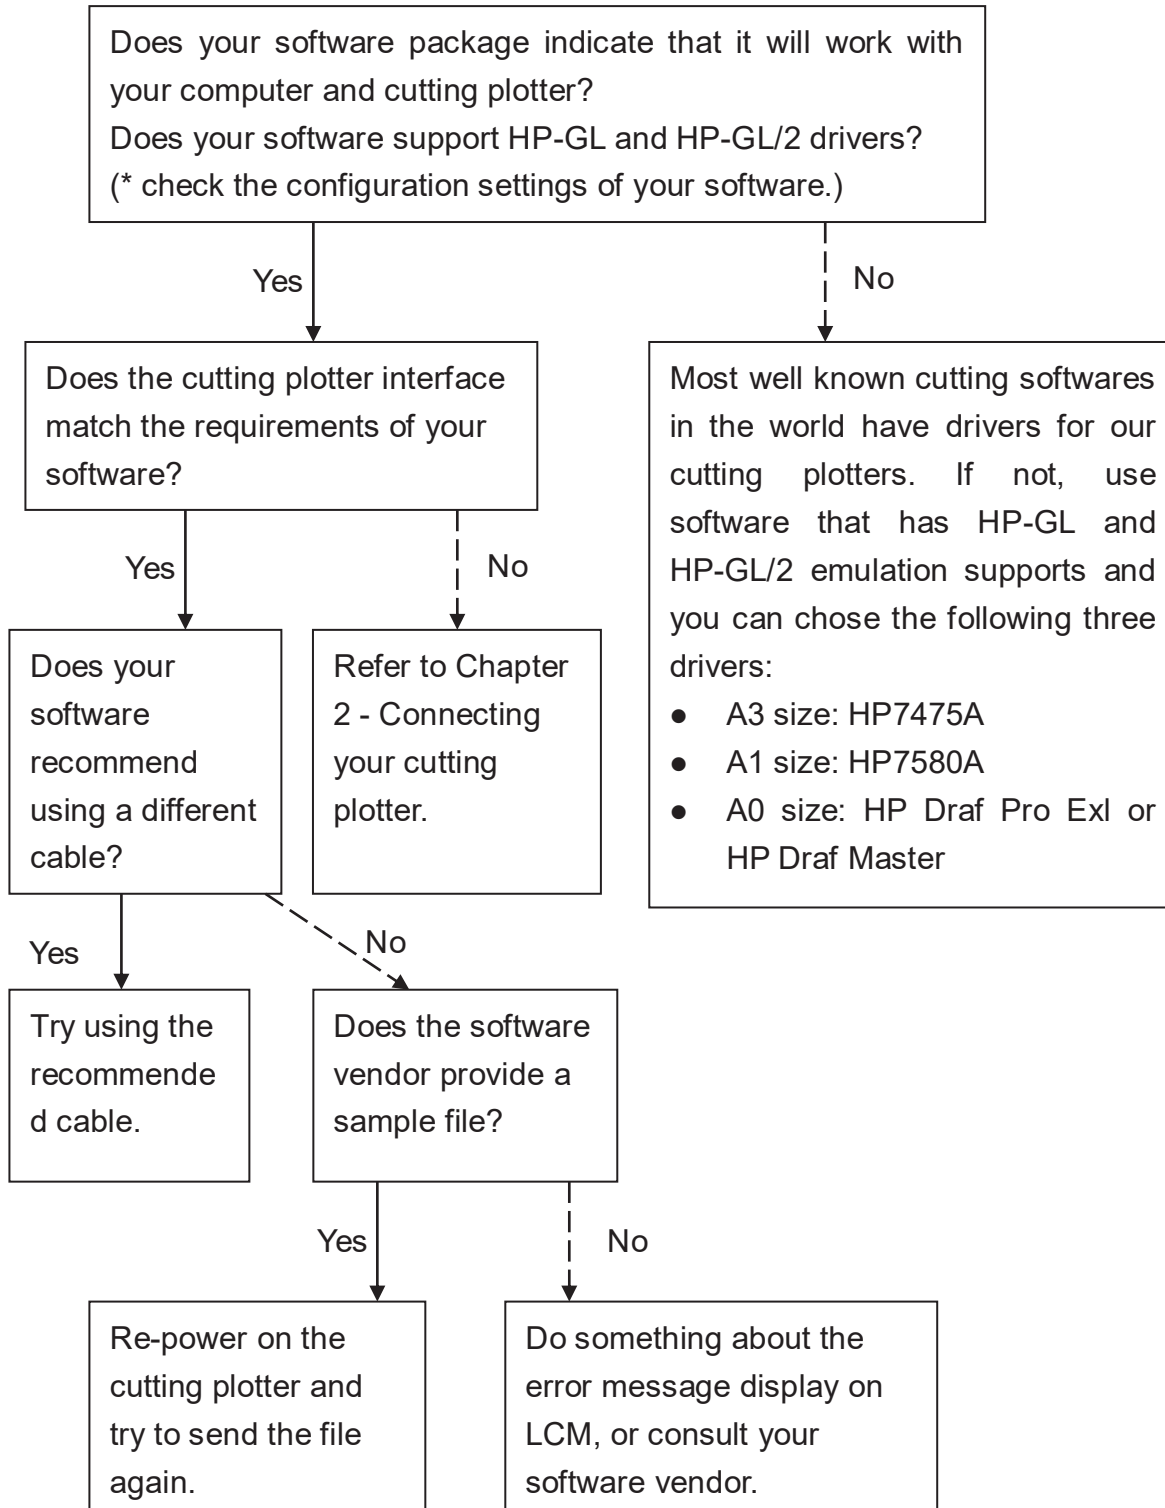 Does your software package indicate that it will work with
your computer and cutting plotter?
Does your software support HP-GL and HP-GL/2 drivers?
(* check the configuration settings of your software.)
Yes
No
Does the cutting plotter interface
match the requirements of your
software?
Most well known cutting softwares
in the world have drivers for our
cutting plotters. If not, use
software that has HP-GL and
HP-GL/2 emulation supports and
you can chose the following three
drivers:
● A3 size: HP7475A
● A1 size: HP7580A
● A0 size: HP Draf Pro Exl or
HP Draf Master
Yes
No
Does your
software
recommend
using a different
cable?
Refer to Chapter
2 - Connecting
your cutting
plotter.
Yes
No
Try using the
recommende
d cable.
Does the software
vendor provide a
sample file?
Yes
No
Re-power on the
cutting plotter and
try to send the file
again.
Do something about the
error message display on
LCM, or consult your
software vendor.